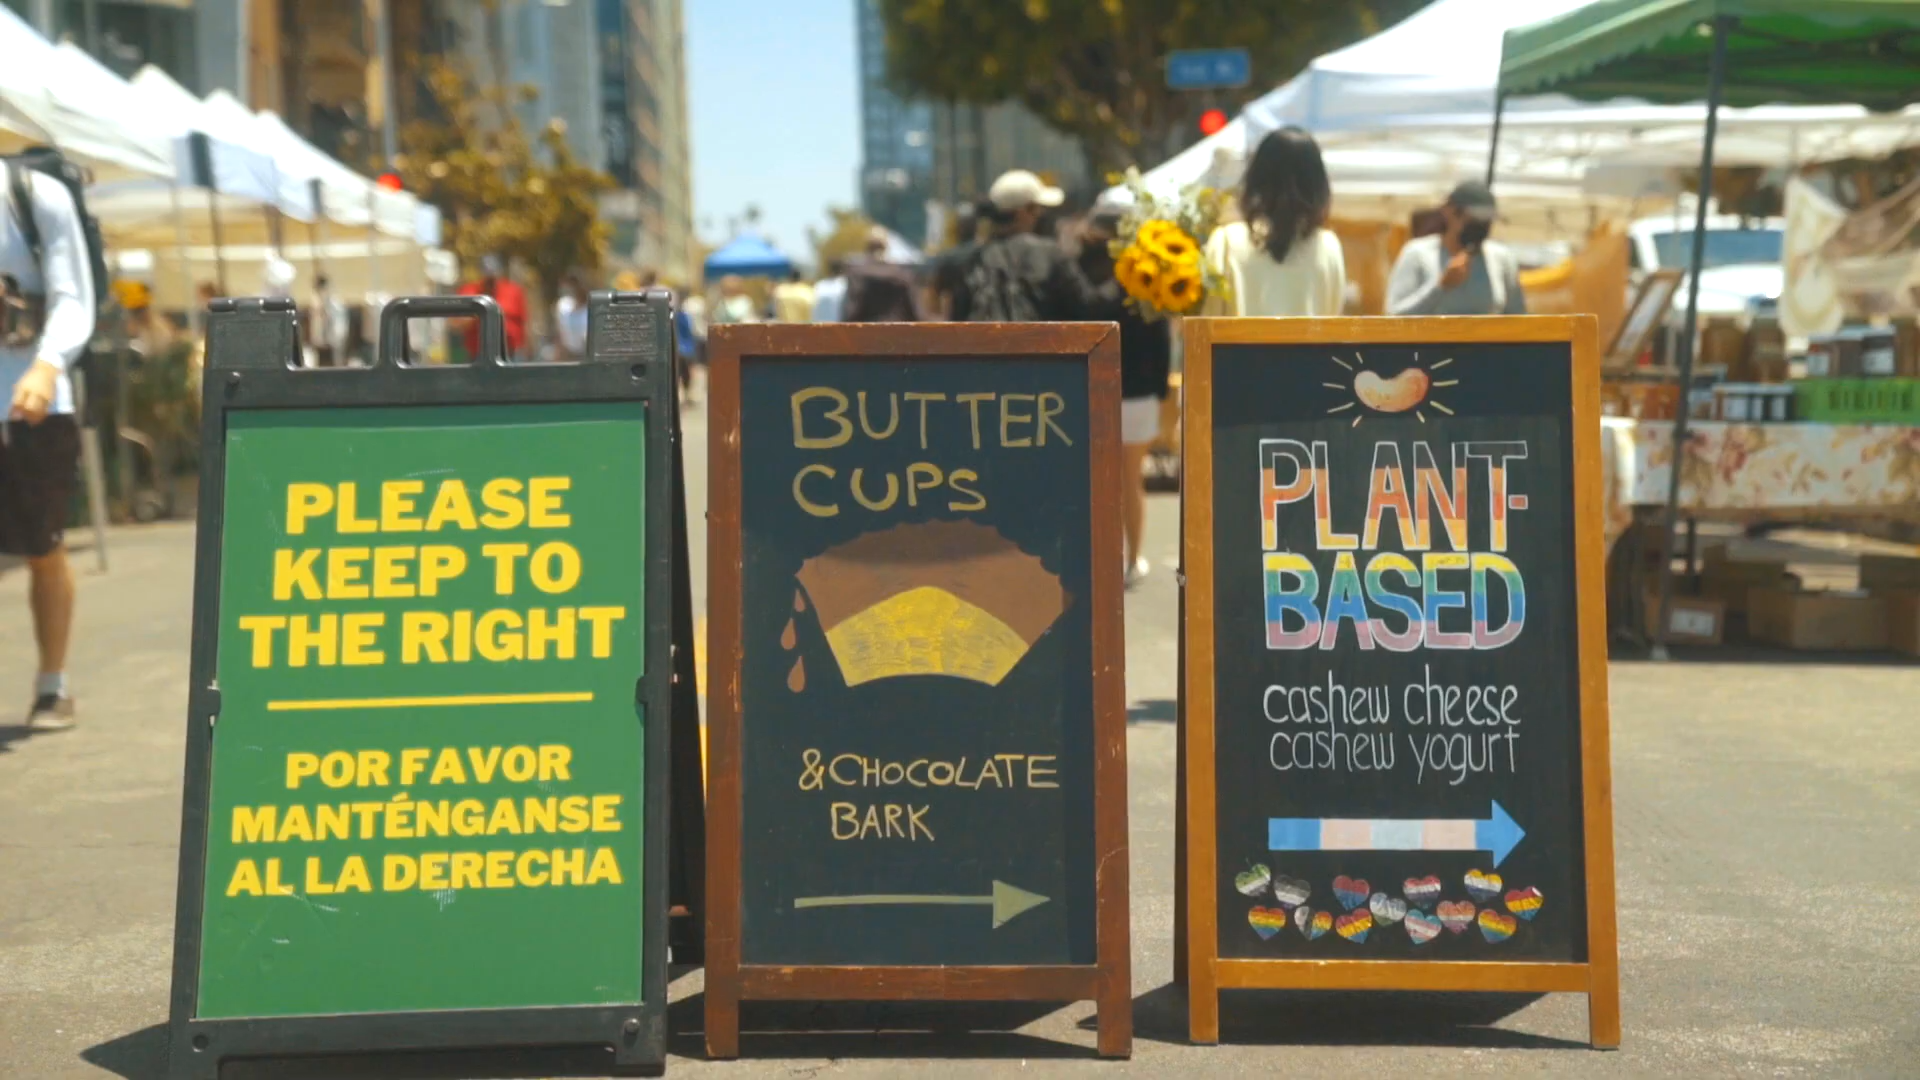 PLEASE
KEEP TO
THE RIGHT
POR FAVOR
MANTÉNGANSE
AL LA DERECHA
BUTTER
CUPS
&CHOCOLATE
BARK
PLANT-
BASED
cashew cheese
cashew yogurt